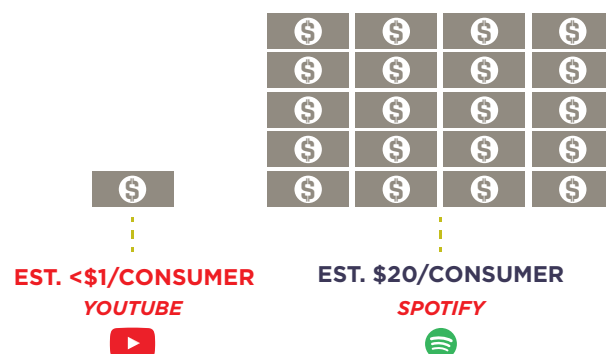 $ $ $ $
$ $ $ $
$ $ $ $
$ $ $ $
$ $ $ $ $
EST. <$1/CONSUMER
YOUTUBE
EST. $20/CONSUMER
SPOTIFY